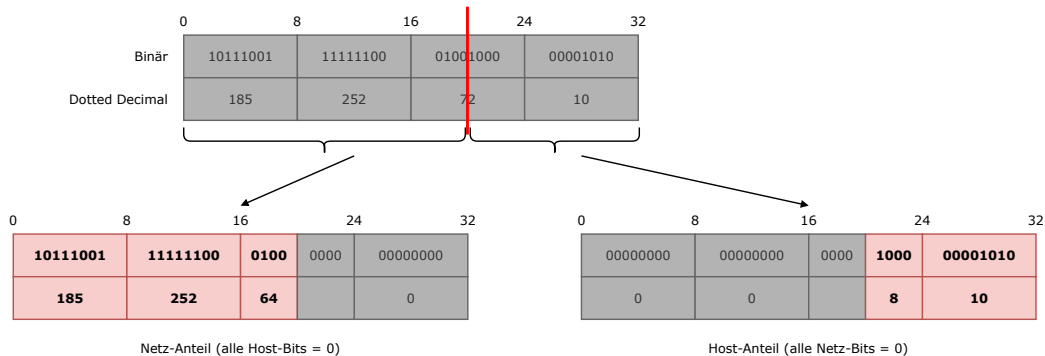 0 8 16 24 32
Binär 10111001 11111100 01001000 00001010
Dotted Decimal 185 252 72 10
0 8 16 24 32
10111001 11111100 0100 0000 00000000
185 252 64 0
Netz-Anteil (alle Host-Bits = 0)
0 8 16 24 32
00000000 00000000 0000 1000 00001010
0 0 8 10
Host-Anteil (alle Netz-Bits = 0)